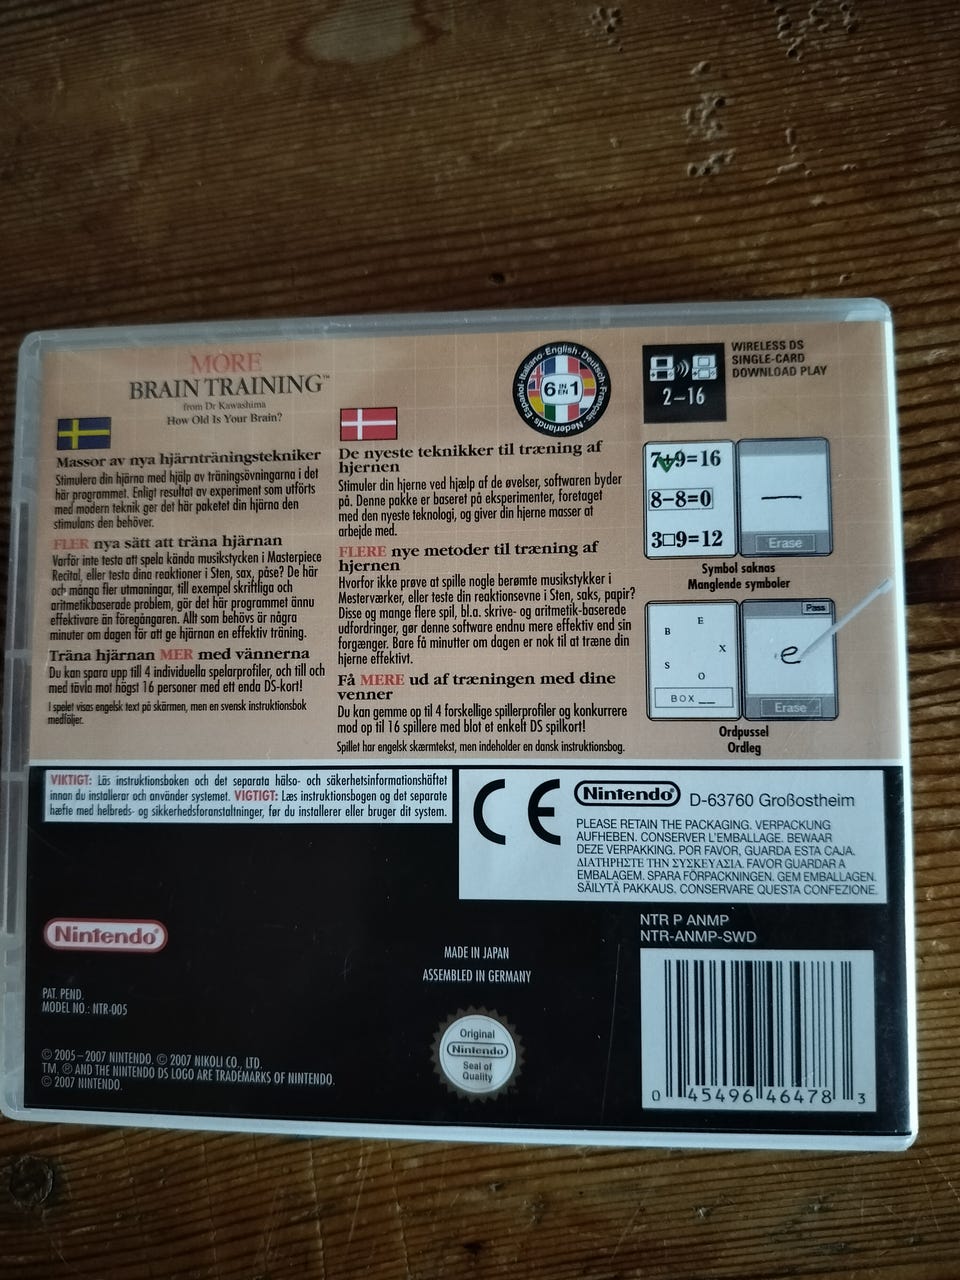 MORE
BRAIN TRAINING™
from Dr Kawashima
How Old Is Your Brain?
Massor av nya hjärnträningstekniker
Stimulera din hjärna med hjälp av träningsövningarna i det
här programmet. Enligt resultat av experiment som utförts
med modern teknik ger det här paketet din hjärna den
stimulans den behöver.
FLER nya sätt att träna hjärnan
Varför inte testa att spela kända musikstycken i Masterpiece
Recital, eller testa dina reaktioner i Sten, sax, påse? De här
och många fler utmaningar, till exempel skriftliga och
aritmetikbaserade problem, gör det här programmet ännu
effektivare än föregångaren. Allt som behövs är några
minuter om dagen för att ge hjärnan en effektiv träning.
Träna hjärnan MER med vännerna
Du kan spara upp till 4 individuella spelarprofiler, och till och
med tävla mot högst 16 personer med ett enda DS-kort!
I spelet visas engelsk text på skärmen, men en svensk instruktionsbok
medföljer.
De nyeste teknikker til træning af
hjernen
Stimuler din hjerne ved hjælp af de øvelser, softwaren byder
på. Denne pakke er baseret på eksperimenter, foretaget
med den nyeste teknologi, og giver din hjerne masser at
arbejde med.
FLERE nye metoder til træning af
hjernen
Hvorfor ikke prøve at spille nogle berømte musikstykker i
Mesterværker, eller teste din reaktionsevne i Sten, saks, papir?
Disse og mange flere spil, bl.a. skrive- og aritmetik-baserede
udfordringer, gør denne software endnu mere effektiv end sin
forgænger. Bare få minutter om dagen er nok til at træne din
hjerne effektivt.
Få MERE ud af træningen med dine
venner
Du kan gemme op til 4 forskellige spillerprofiler og konkurrere
mod op til 16 spillere med blot et enkelt DS spilkort!
Spillet har engelsk skærmtekst, men indeholder en dansk instruktionsbog.
English · Deutsch · Français · Nederlands · Español · Italiano
6 IN EN 1
2–16
WIRELESS DS
SINGLE-CARD
DOWNLOAD PLAY
7+9=16
8−8=0
3□9=12
Erase
Symbol saknas
Manglende symboler
E
B
X
S
O
BOX__
Pass
e
Erase
Ordpussel
Ordleg
VIKTIGT: Läs instruktionsboken och det separata hälso- och säkerhetsinformationshäftet
innan du installerar och använder systemet. VIGTIGT: Læs instruktionsbogen og det separate
hæfte med helbreds- og sikkerhedsforanstaltninger, før du installerer eller bruger dit system.
CE
Nintendo® D-63760 Großostheim
PLEASE RETAIN THE PACKAGING. VERPACKUNG
AUFHEBEN. CONSERVER L'EMBALLAGE. BEWAAR
DEZE VERPAKKING. POR FAVOR, GUARDA ESTA CAJA.
ΔΙΑΤΗΡΗΣΤΕ ΤΗΝ ΣΥΣΚΕΥΑΣΙΑ. FAVOR GUARDAR A
EMBALAGEM. SPARA FÖRPACKNINGEN. GEM EMBALLAGEN.
SÄILYTÄ PAKKAUS. CONSERVARE QUESTA CONFEZIONE.
Nintendo®
PAT. PEND.
MODEL NO.: NTR-005
© 2005–2007 NINTENDO. © 2007 NIKOLI CO., LTD.
TM, ® AND THE NINTENDO DS LOGO ARE TRADEMARKS OF NINTENDO.
© 2007 NINTENDO.
MADE IN JAPAN
ASSEMBLED IN GERMANY
Original
Nintendo
Seal of
Quality
NTR P ANMP
NTR-ANMP-SWD
0 45496 46478 3